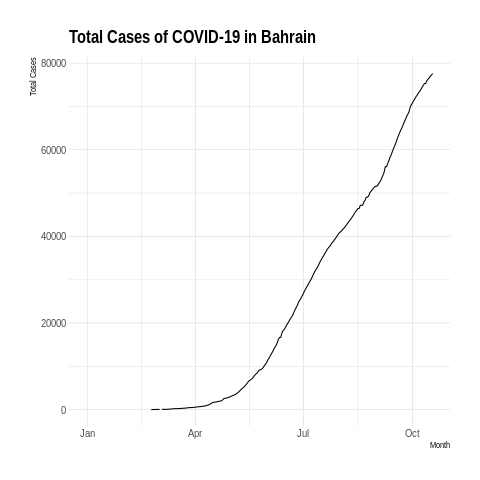 Total Cases of COVID-19 in Bahrain
Total Cases
80000
60000
40000
20000
0
Jan Apr Jul Oct
Month